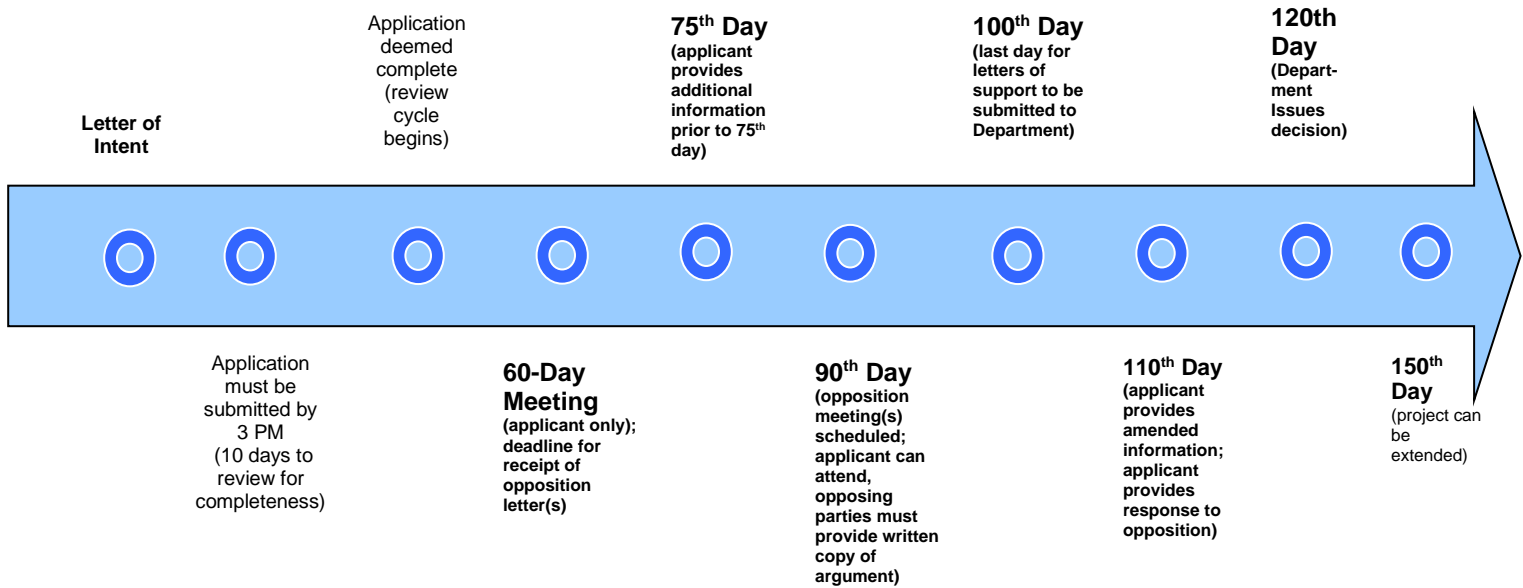 Letter of
Intent
Application
must be
submitted by
3 PM
(10 days to
review for
completeness)
Application
deemed
complete
(review
cycle
begins)
60-Day
Meeting
(applicant only);
deadline for
receipt of
opposition
letter(s)
75th Day
(applicant
provides
additional
information
prior to 75th
day)
90th Day
(opposition
meeting(s)
scheduled;
applicant can
attend,
opposing
parties must
provide written
copy of
argument)
100th Day
(last day for
letters of
support to be
submitted to
Department)
110th Day
(applicant
provides
amended
information;
applicant
provides
response to
opposition)
120th
Day
(Depart-
ment
Issues
decision)
150th
Day
(project can
be
extended)